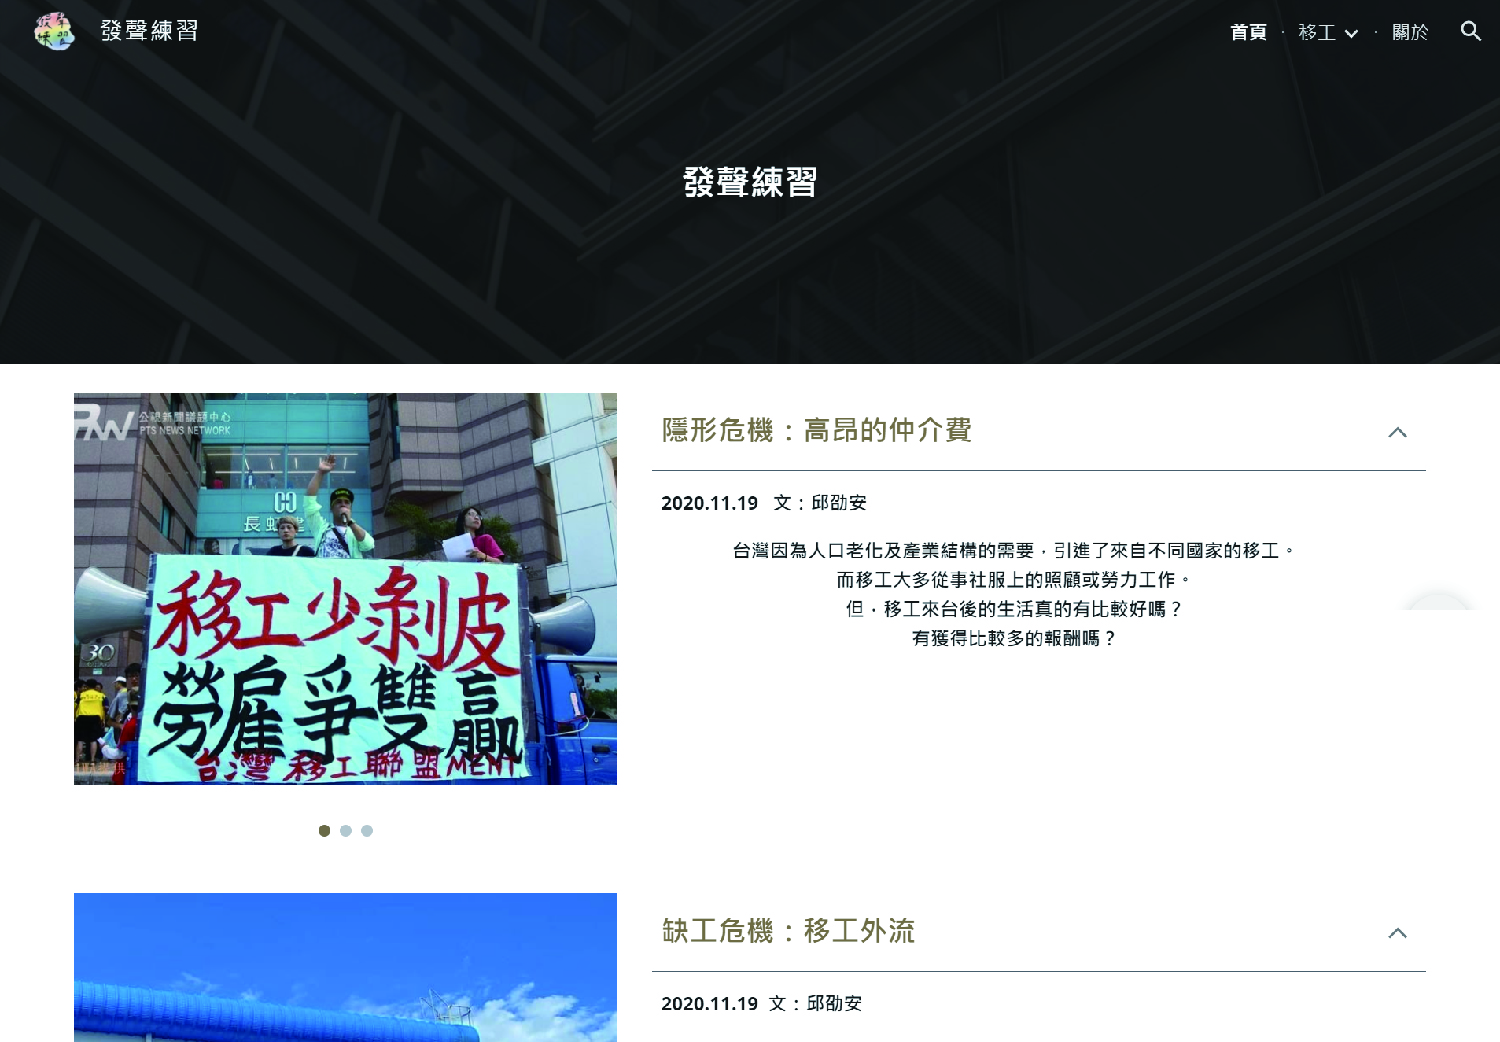 發聲練習
首頁
移工
關於
發聲練習
PNN 公視新聞議題中心
PTS NEWS NETWORK
長虹建
30
移工少剝皮
勞雇爭雙贏
台灣移工聯盟MENT
隱形危機：高昂的仲介費
2020.11.19 文：邱劭安
台灣因為人口老化及產業結構的需要，引進了來自不同國家的移工。
而移工大多從事社服上的照顧或勞力工作。
但，移工來台後的生活真的有比較好嗎？
有獲得比較多的報酬嗎？
缺工危機：移工外流
2020.11.19 文：邱劭安